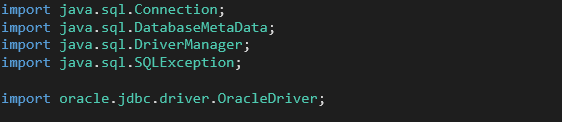 import java.sql.Connection;
import java.sql.DatabaseMetaData;
import java.sql.DriverManager;
import java.sql.SQLException;
import oracle.jdbc.driver.OracleDriver;